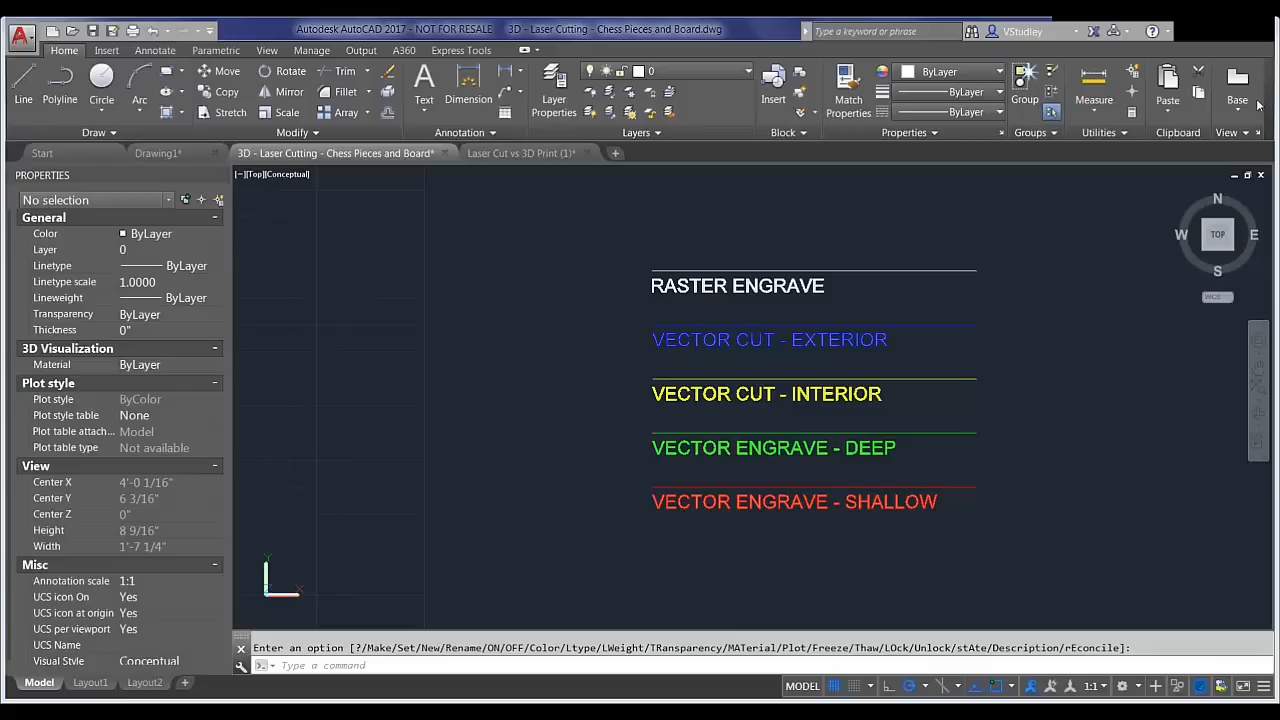 Autodesk AutoCAD 2017 - NOT FOR RESALE 3D - Laser Cutting - Chess Pieces and Board.dwg
Type a keyword or phrase
VStudley
Home Insert Annotate Parametric View Manage Output A360 Express Tools
Line
Polyline
Circle
Arc
Move
Copy
Stretch
Rotate
Mirror
Scale
Trim
Fillet
Array
Text
Dimension
Layer
Properties
0
Insert
Match
Properties
ByLayer
ByLayer
ByLayer
Group
Measure
Paste
Base
Draw Modify Annotation Layers Block Properties Groups Utilities Clipboard View
Start Drawing1* 3D - Laser Cutting - Chess Pieces and Board* Laser Cut vs 3D Print (1)*
PROPERTIES
No selection
General
Color ByLayer
Layer 0
Linetype ByLayer
Linetype scale 1.0000
Lineweight ByLayer
Transparency ByLayer
Thickness 0"
3D Visualization
Material ByLayer
Plot style
Plot style ByColor
Plot style table None
Plot table attach... Model
Plot table type Not available
View
Center X 4'-0 1/16"
Center Y 6 3/16"
Center Z 0"
Height 8 9/16"
Width 1'-7 1/4"
Misc
Annotation scale 1:1
UCS icon On Yes
UCS icon at origin Yes
UCS per viewport Yes
UCS Name
Visual Style Conceptual
[−][Top][Conceptual]
N
W TOP E
S
WCS
RASTER ENGRAVE
VECTOR CUT - EXTERIOR
VECTOR CUT - INTERIOR
VECTOR ENGRAVE - DEEP
VECTOR ENGRAVE - SHALLOW
Y
X
Enter an option [?/Make/Set/New/Rename/ON/OFF/Color/Ltype/LWeight/TRansparency/MATerial/Plot/Freeze/Thaw/LOck/Unlock/stAte/Description/rEconcile]:
Type a command
Model Layout1 Layout2
MODEL 1:1